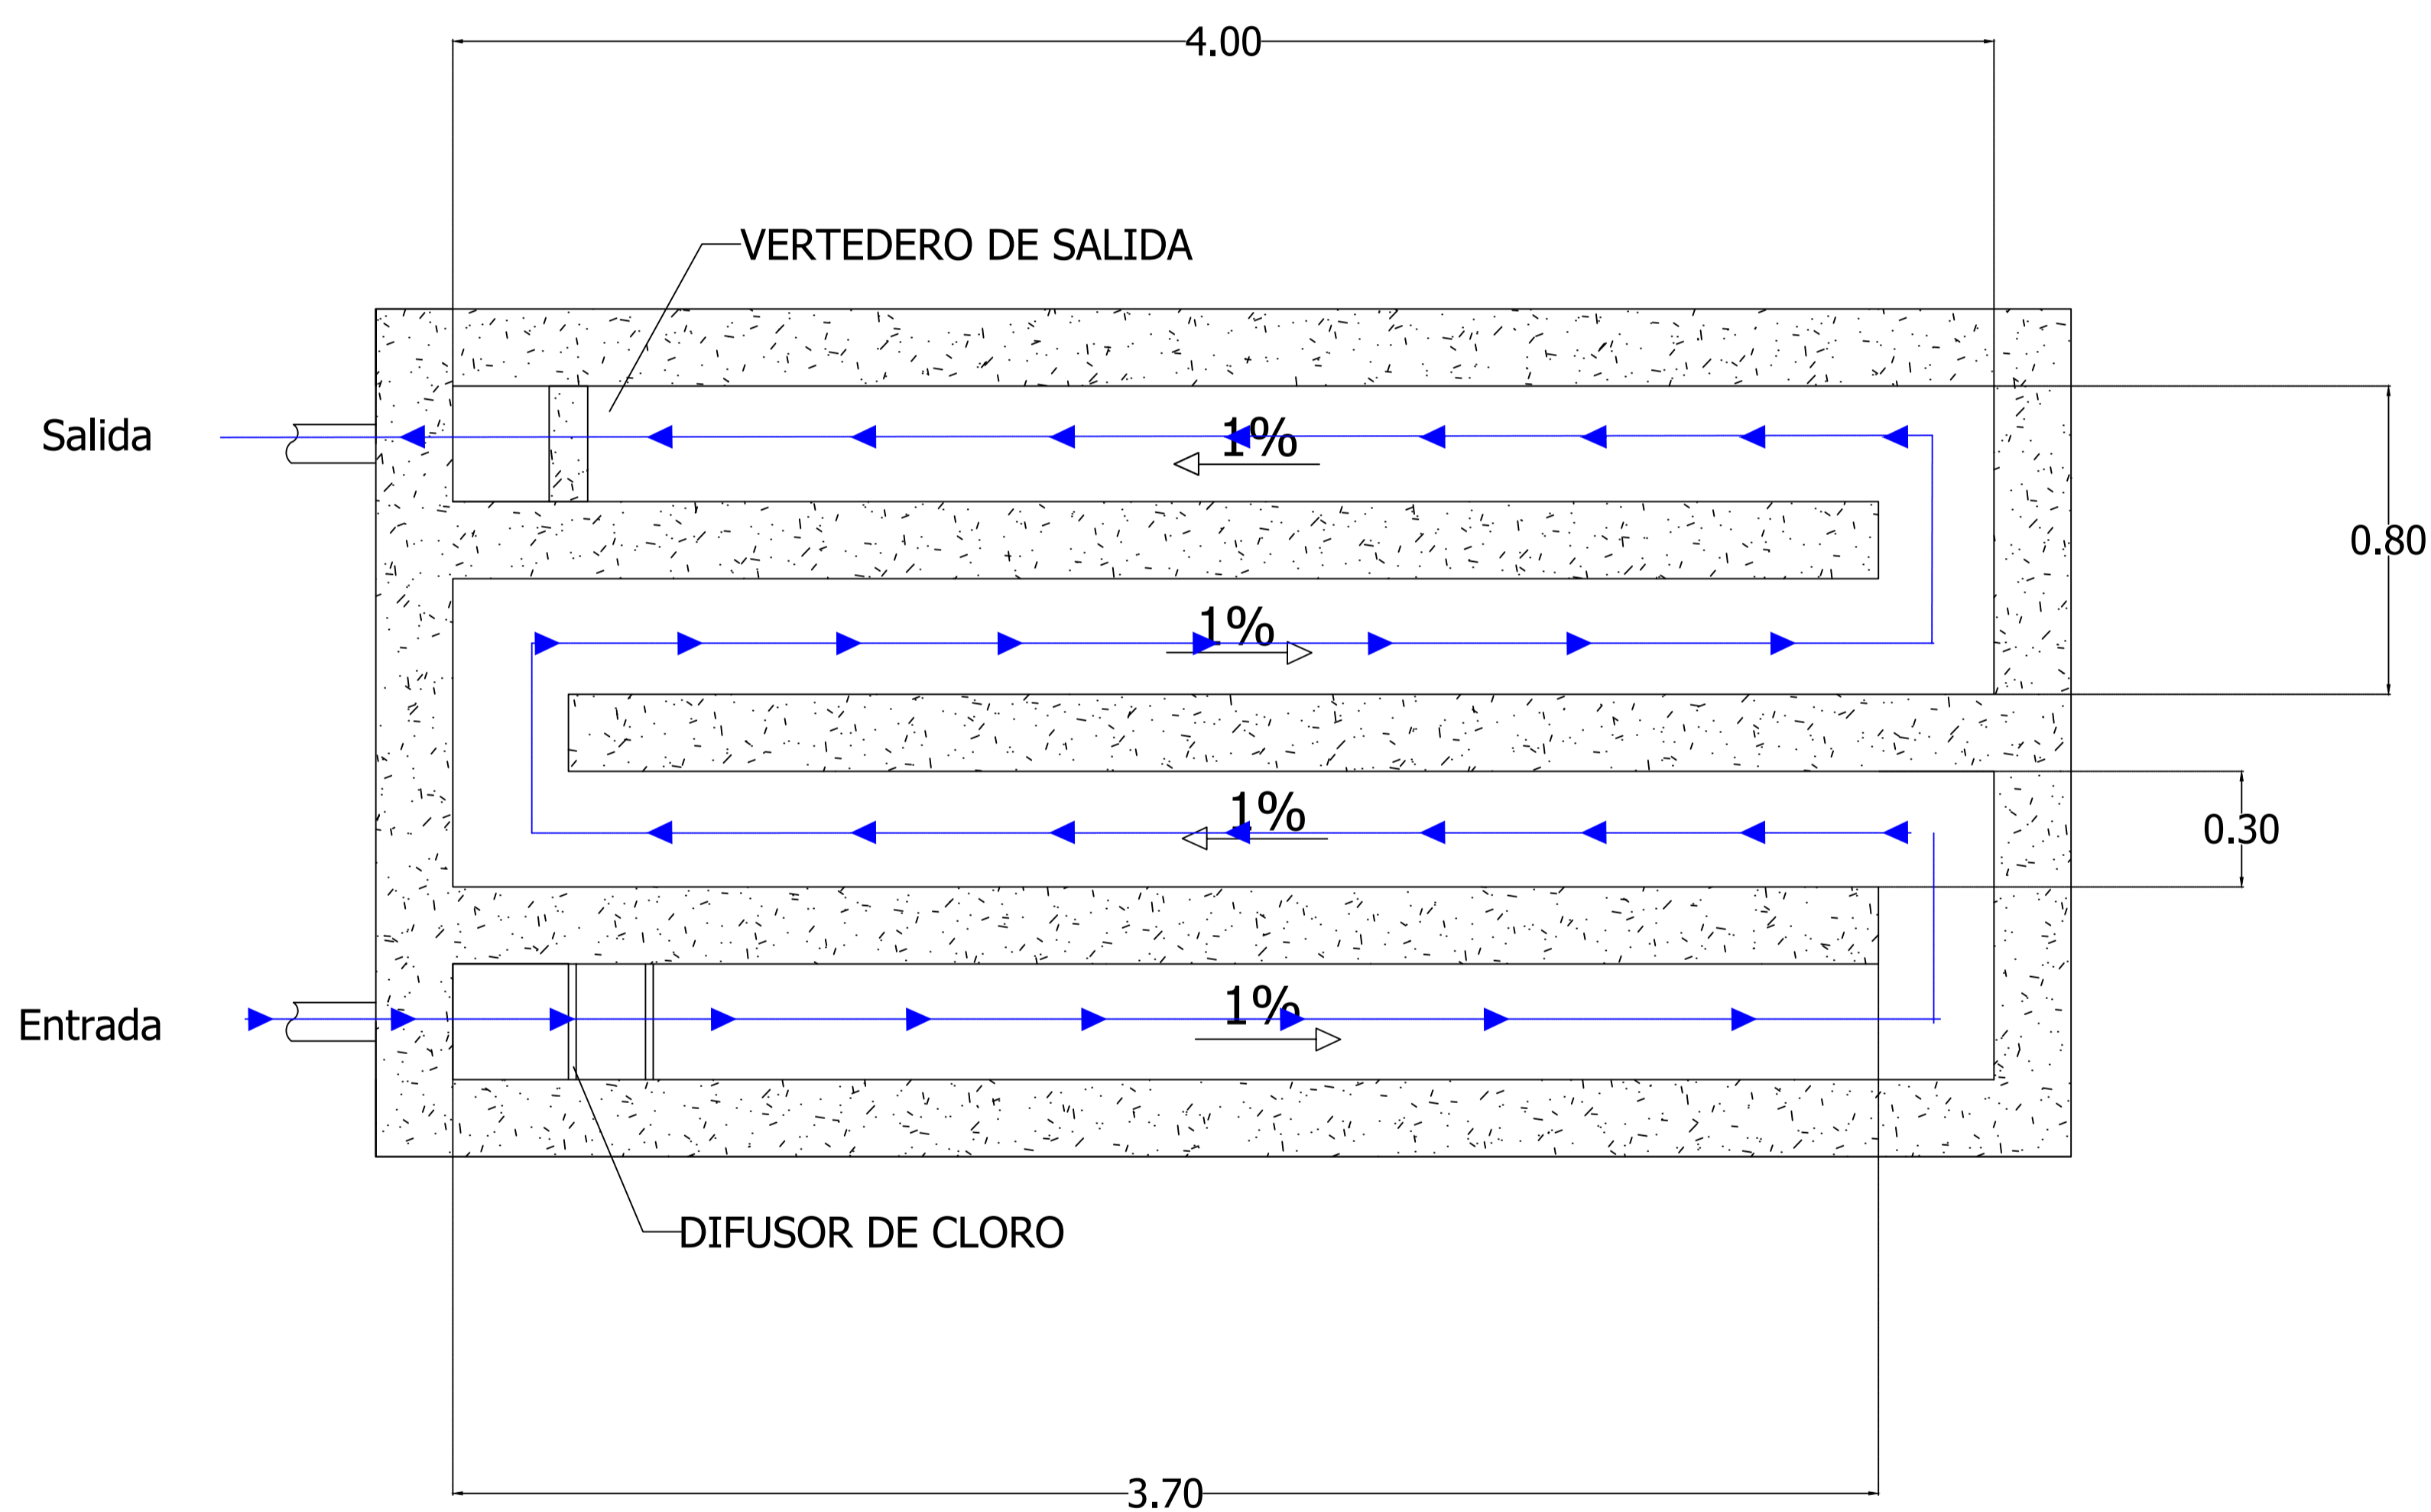 4.00
VERTEDERO DE SALIDA
Salida
1%
0.80
1%
1%
0.30
Entrada
1%
DIFUSOR DE CLORO
3.70